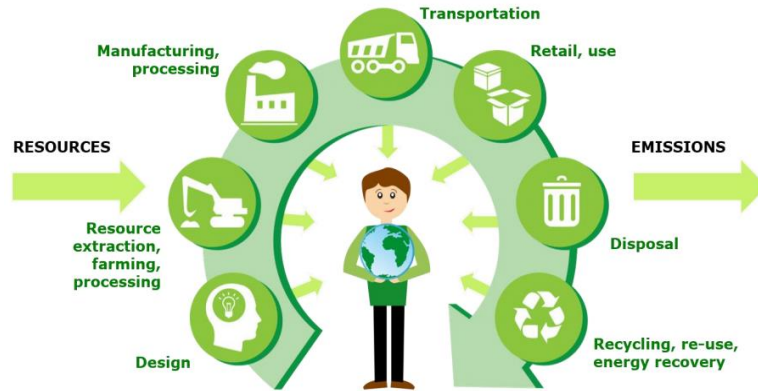 Transportation
Manufacturing,
processing
Retail, use
RESOURCES
EMISSIONS
Resource
extraction,
farming,
processing
Disposal
Design
Recycling, re-use,
energy recovery